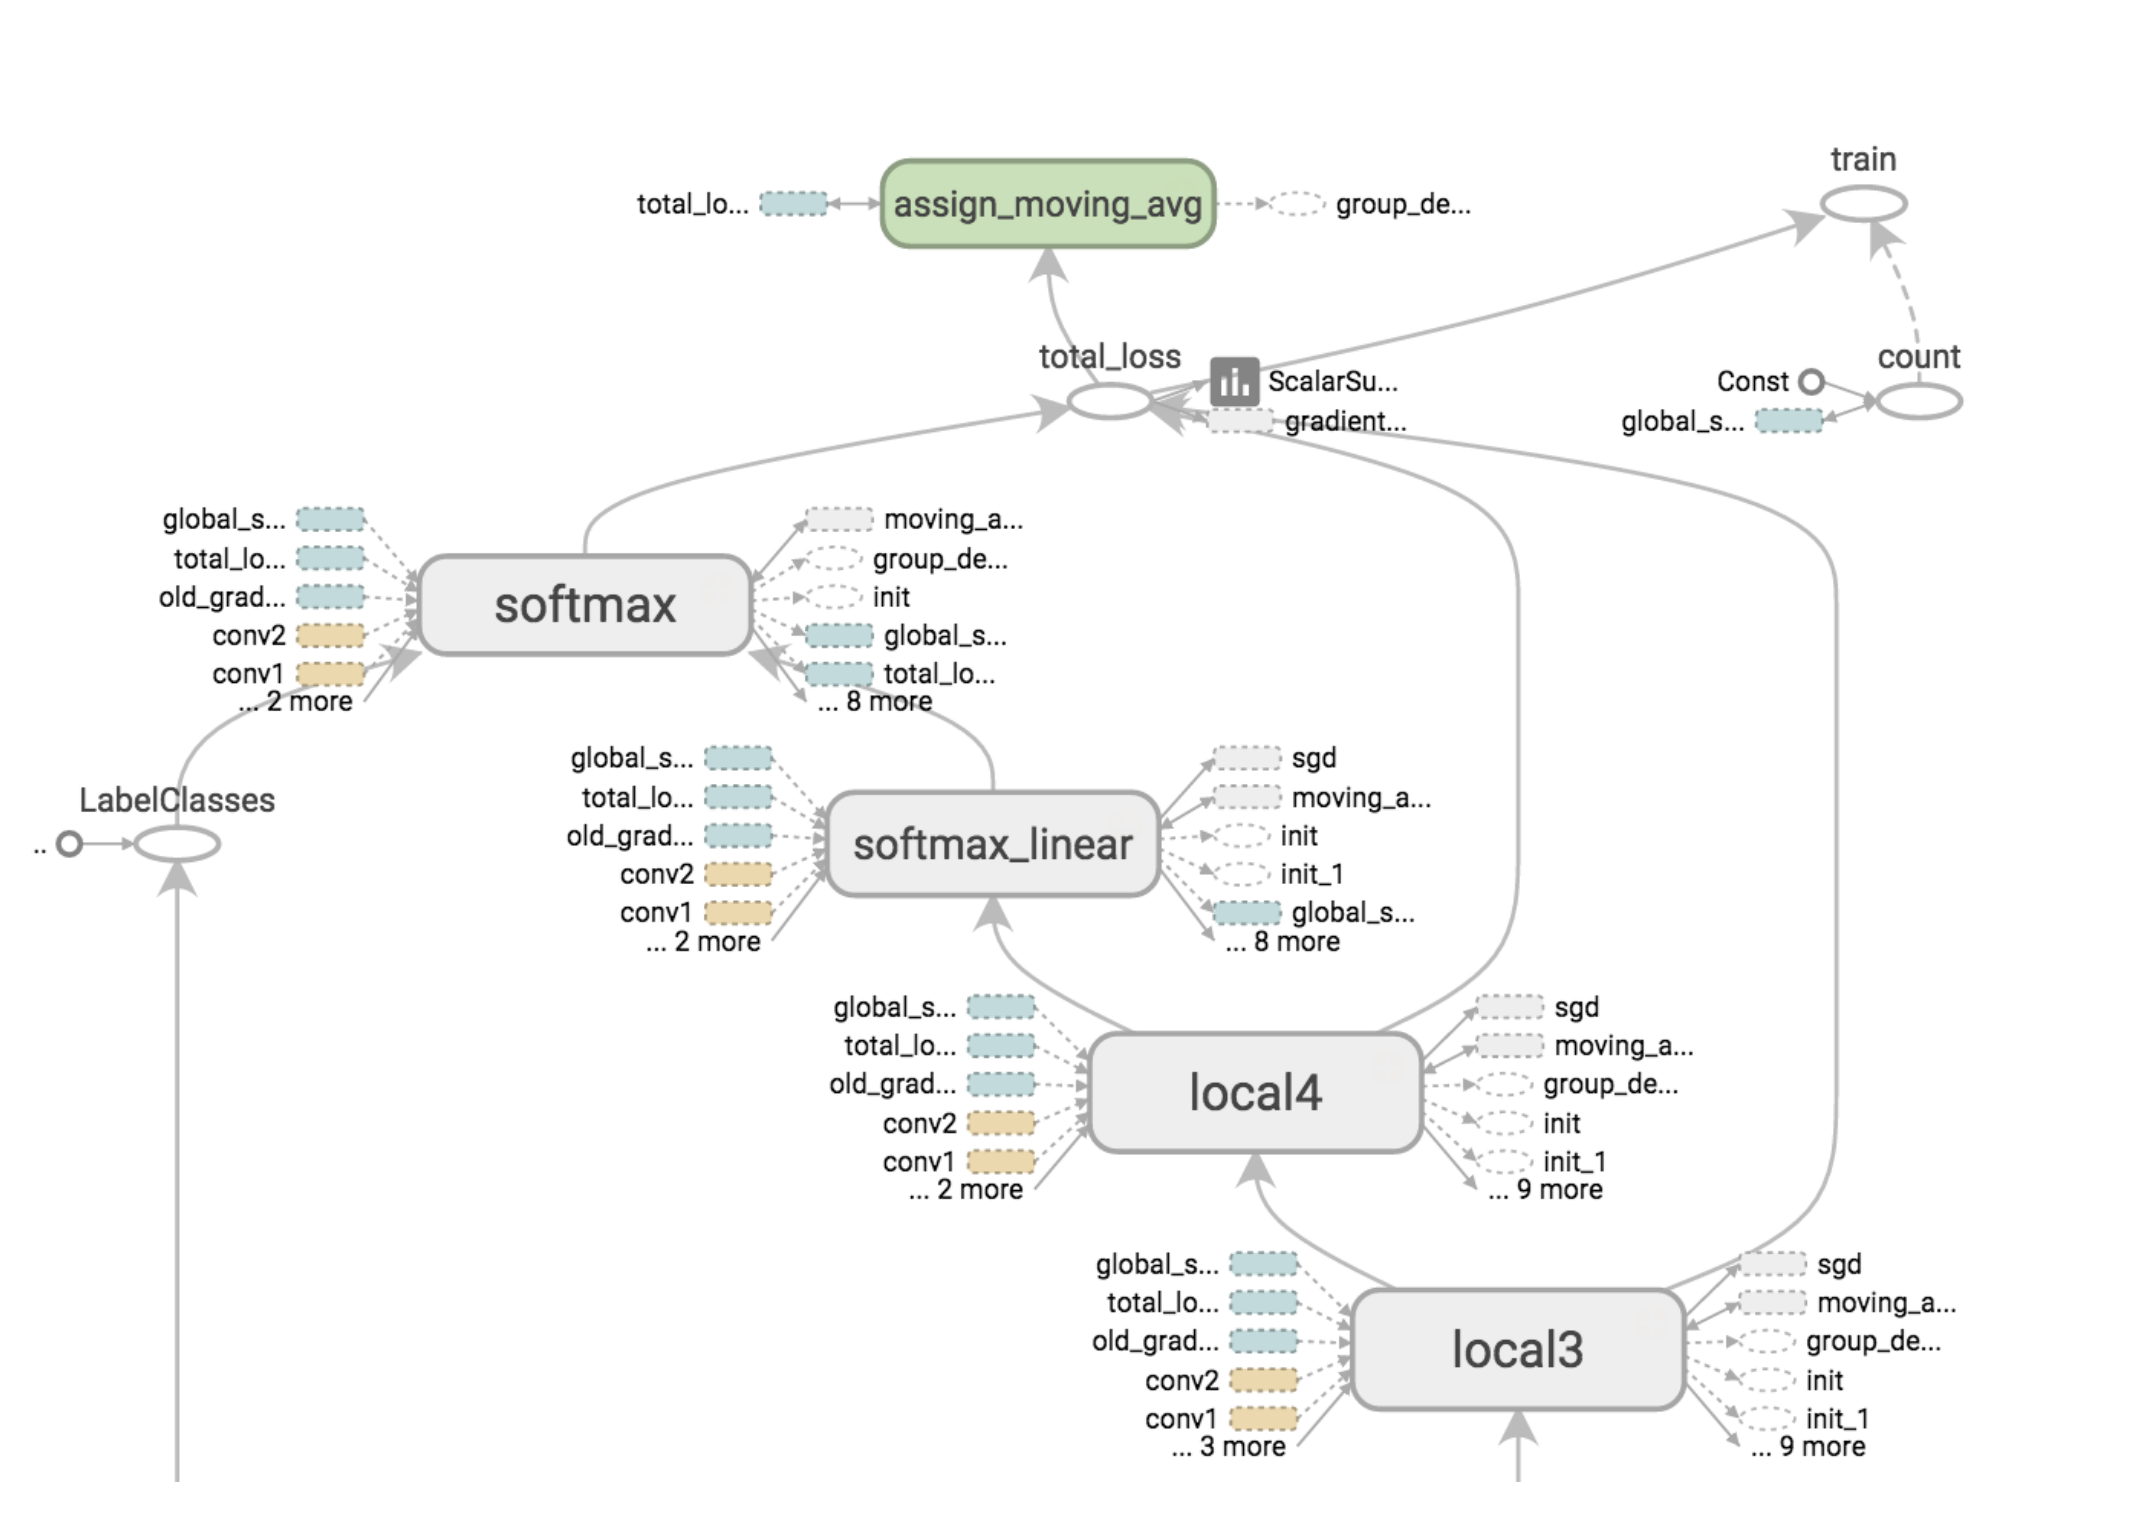 train
total_lo...
assign_moving_avg
group_de...
total_loss
count
ScalarSu...
Const
gradient...
global_s...
global_s...
total_lo...
old_grad...
conv2
conv1
... 2 more
softmax
moving_a...
group_de...
init
global_s...
total_lo...
... 8 more
LabelClasses
..
global_s...
total_lo...
old_grad...
conv2
conv1
... 2 more
softmax_linear
sgd
moving_a...
init
init_1
global_s...
... 8 more
global_s...
total_lo...
old_grad...
conv2
conv1
... 2 more
local4
sgd
moving_a...
group_de...
init
init_1
... 9 more
global_s...
total_lo...
old_grad...
conv2
conv1
... 3 more
local3
sgd
moving_a...
group_de...
init
init_1
... 9 more